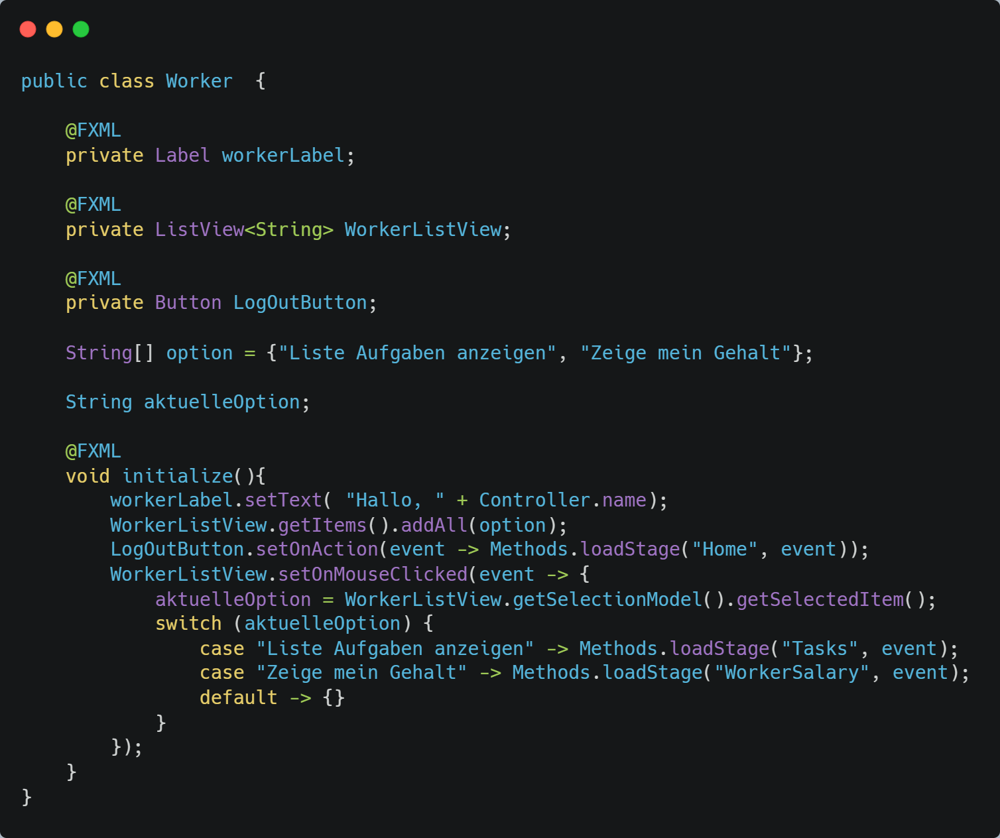 public class Worker  {

    @FXML
    private Label workerLabel;

    @FXML
    private ListView<String> WorkerListView;

    @FXML
    private Button LogOutButton;

    String[] option = {"Liste Aufgaben anzeigen", "Zeige mein Gehalt"};

    String aktuelleOption;

    @FXML
    void initialize(){
        workerLabel.setText( "Hallo, " + Controller.name);
        WorkerListView.getItems().addAll(option);
        LogOutButton.setOnAction(event -> Methods.loadStage("Home", event));
        WorkerListView.setOnMouseClicked(event -> {
            aktuelleOption = WorkerListView.getSelectionModel().getSelectedItem();
            switch (aktuelleOption) {
                case "Liste Aufgaben anzeigen" -> Methods.loadStage("Tasks", event);
                case "Zeige mein Gehalt" -> Methods.loadStage("WorkerSalary", event);
                default -> {}
            }
        });
    }
}